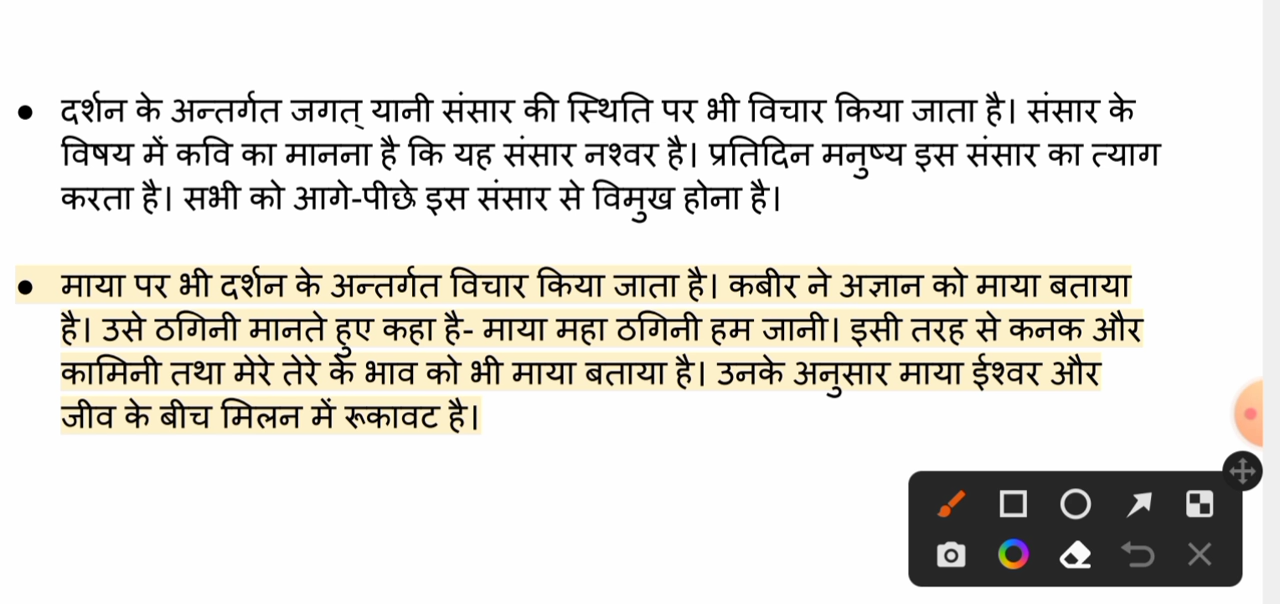 ● दर्शन के अन्तर्गत जगत् यानी संसार की स्थिति पर भी विचार किया जाता है। संसार के
विषय में कवि का मानना है कि यह संसार नश्वर है। प्रतिदिन मनुष्य इस संसार का त्याग
करता है। सभी को आगे-पीछे इस संसार से विमुख होना है।
● माया पर भी दर्शन के अन्तर्गत विचार किया जाता है। कबीर ने अज्ञान को माया बताया
है। उसे ठगिनी मानते हुए कहा है- माया महा ठगिनी हम जानी। इसी तरह से कनक और
कामिनी तथा मेरे तेरे के भाव को भी माया बताया है। उनके अनुसार माया ईश्वर और
जीव के बीच मिलन में रूकावट है।